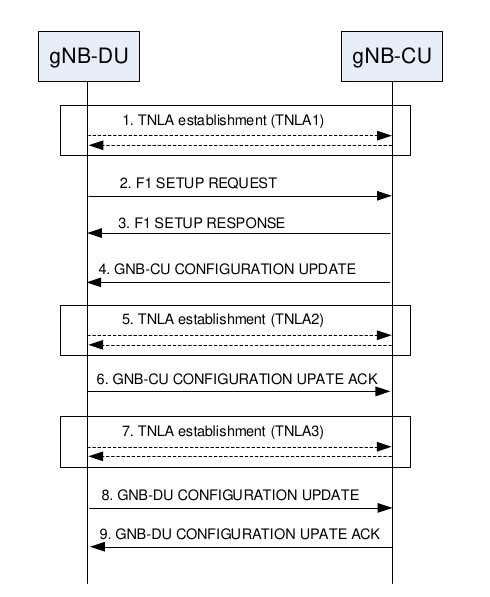 gNB-DU
gNB-CU
1. TNLA establishment (TNLA1)
2. F1 SETUP REQUEST
3. F1 SETUP RESPONSE
4. GNB-CU CONFIGURATION UPDATE
5. TNLA establishment (TNLA2)
6. GNB-CU CONFIGURATION UPATE ACK
7. TNLA establishment (TNLA3)
8. GNB-DU CONFIGURATION UPDATE
9. GNB-DU CONFIGURATION UPATE ACK